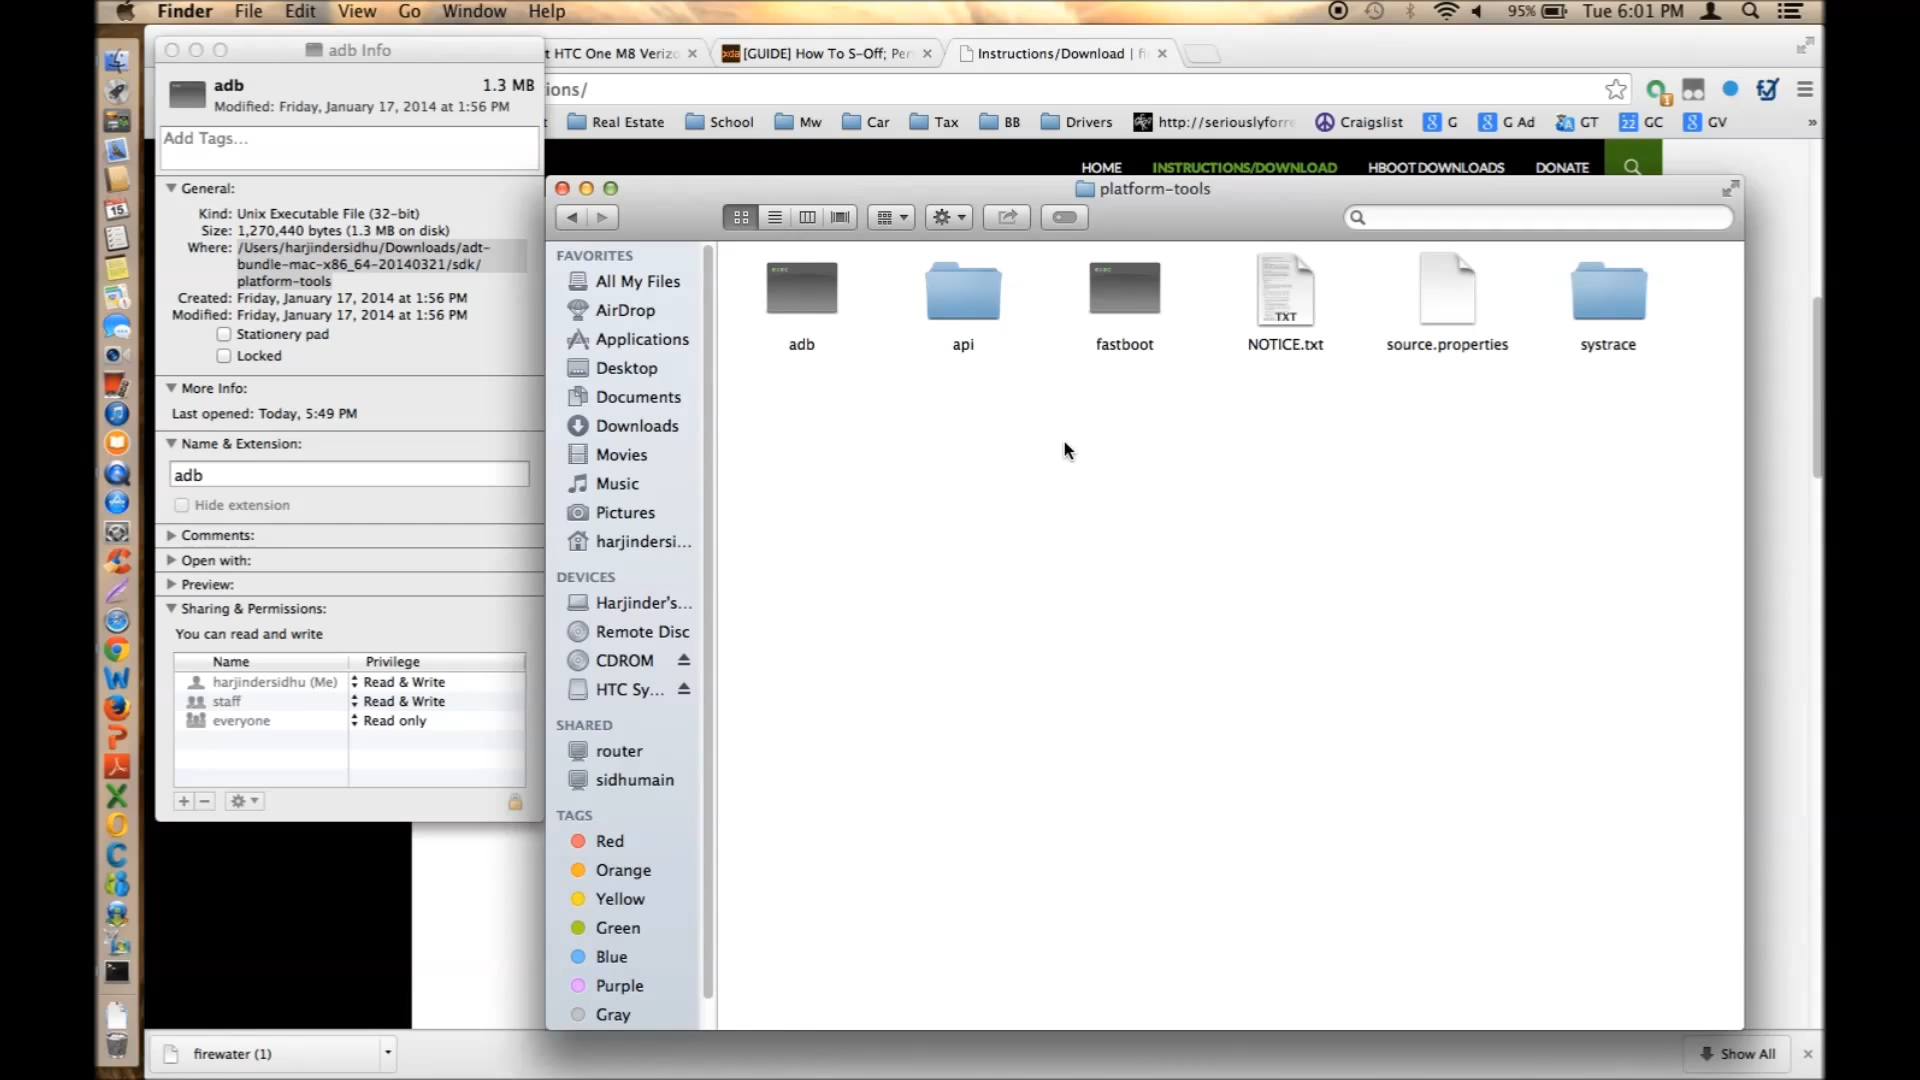 Finder File Edit View Go Window Help
95% Tue 6:01 PM
adb Info
t HTC One M8 Verizo
[GUIDE] How To S-Off; Per
Instructions/Download | fi
ions/
adb 1.3 MB
Modified: Friday, January 17, 2014 at 1:56 PM
Add Tags...
Real Estate School Mw Car Tax BB Drivers http://seriouslyforre Craigslist G G Ad GT GC GV »
HOME INSTRUCTIONS/DOWNLOAD HBOOT DOWNLOADS DONATE
General:
Kind: Unix Executable File (32-bit)
Size: 1,270,440 bytes (1.3 MB on disk)
Where: /Users/harjindersidhu/Downloads/adt-
bundle-mac-x86_64-20140321/sdk/
platform-tools
Created: Friday, January 17, 2014 at 1:56 PM
Modified: Friday, January 17, 2014 at 1:56 PM
Stationery pad
Locked
More Info:
Last opened: Today, 5:49 PM
Name & Extension:
adb
Hide extension
Comments:
Open with:
Preview:
Sharing & Permissions:
You can read and write
Name Privilege
harjindersidhu (Me) Read & Write
staff Read & Write
everyone Read only
platform-tools
FAVORITES
All My Files
AirDrop
Applications
Desktop
Documents
Downloads
Movies
Music
Pictures
harjindersi...
DEVICES
Harjinder's...
Remote Disc
CDROM
HTC Sy...
SHARED
router
sidhumain
TAGS
Red
Orange
Yellow
Green
Blue
Purple
Gray
exec
exec
TXT
adb api fastboot NOTICE.txt source.properties systrace
firewater (1)
Show All